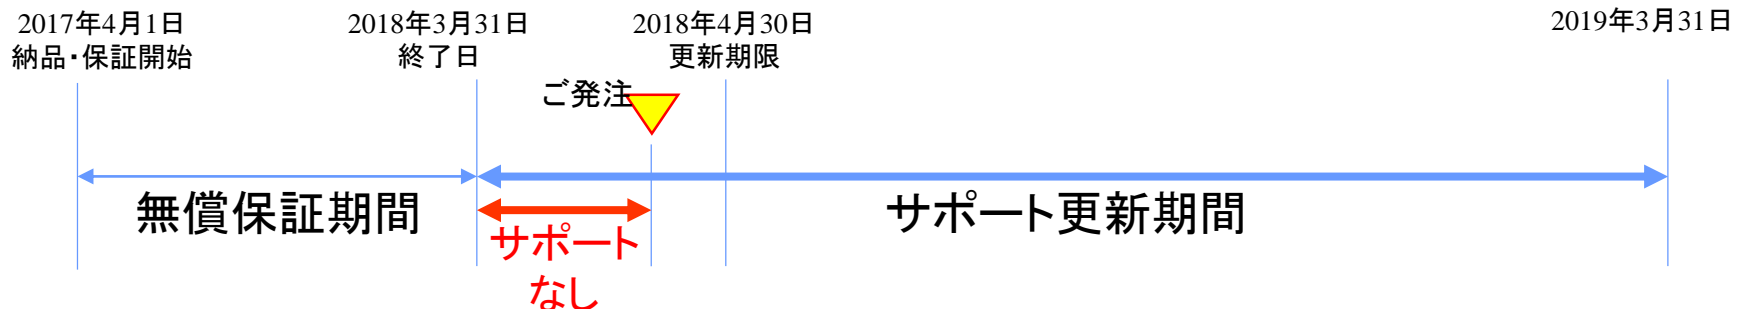 2017年4月1日
納品・保証開始
2018年3月31日
終了日
2018年4月30日
更新期限
2019年3月31日
ご発注
無償保証期間
サポート更新期間
サポート
なし